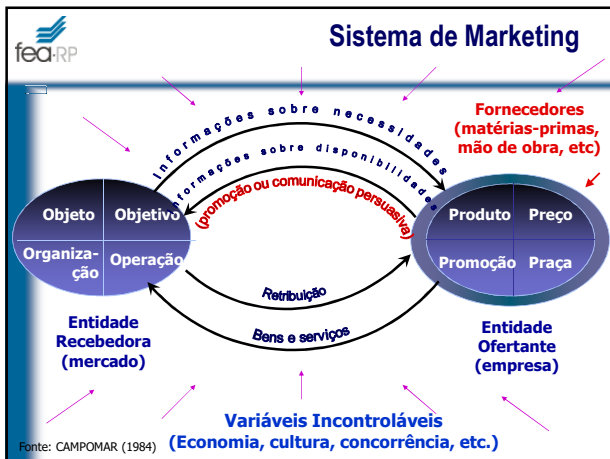 fea-RP
Sistema de Marketing
Informações sobre necessidades
nformações sobre disponibilidades
(promoção ou comunicação persuasiva)
Fornecedores
(matérias-primas,
mão de obra, etc)
Objeto
Objetivo
Organiza-
ção
Operação
Produto
Preço
Promoção
Praça
Retribuição
Bens e serviços
Entidade
Recebedora
(mercado)
Entidade
Ofertante
(empresa)
Variáveis Incontroláveis
(Economia, cultura, concorrência, etc.)
Fonte: CAMPOMAR (1984)